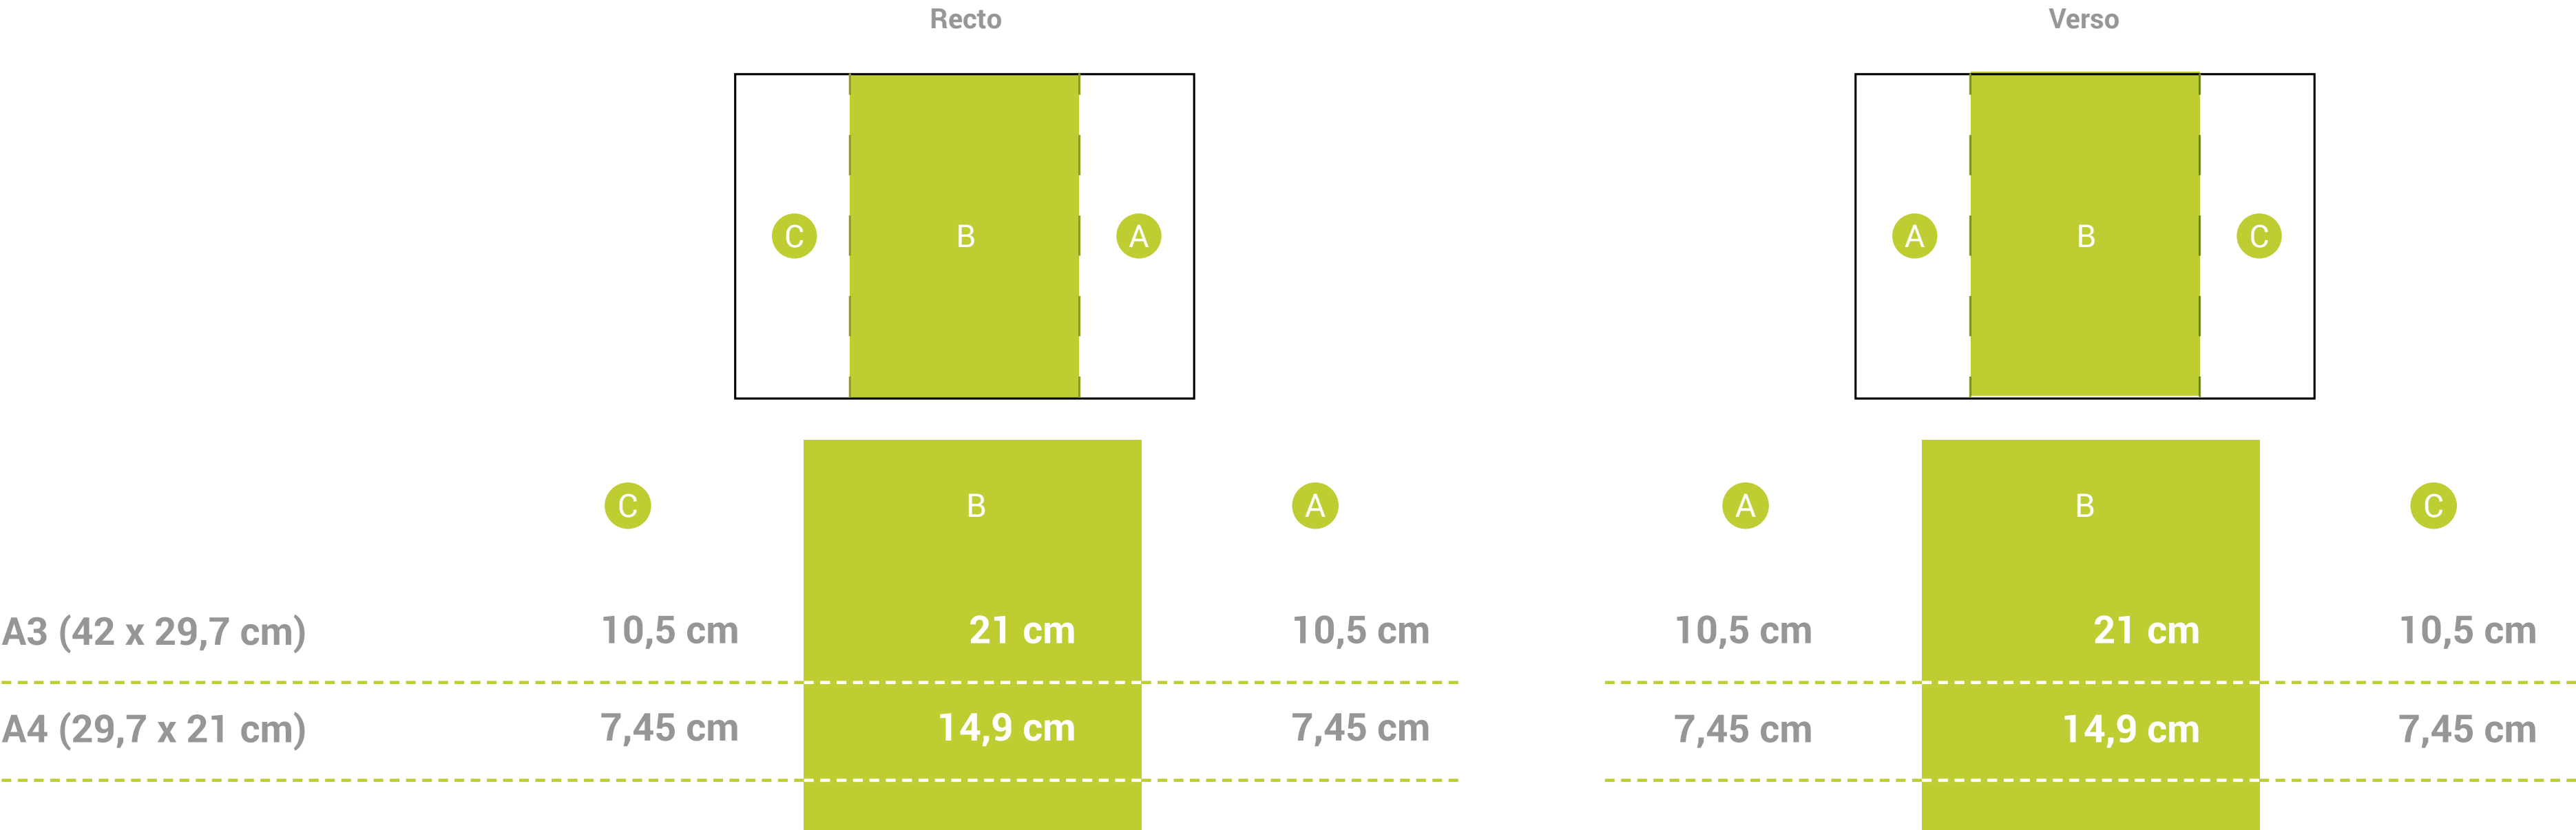 Recto
Verso
C B A
A B C
C B A
A B C
A3 (42 x 29,7 cm) 10,5 cm 21 cm 10,5 cm 10,5 cm 21 cm 10,5 cm
A4 (29,7 x 21 cm) 7,45 cm 14,9 cm 7,45 cm 7,45 cm 14,9 cm 7,45 cm